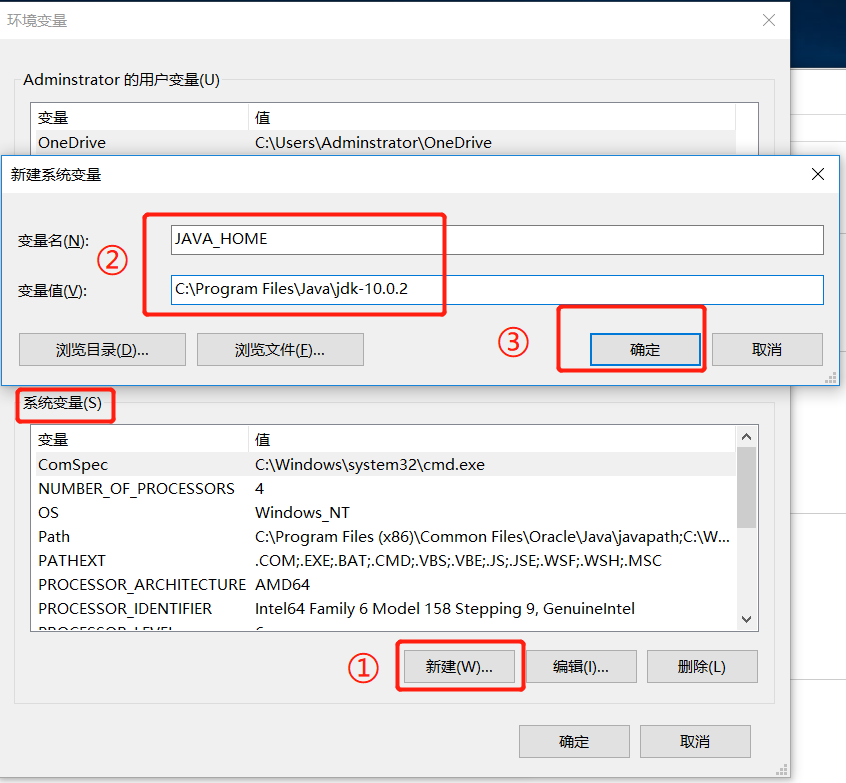 环境变量
Adminstrator 的用户变量(U)
变量 值
OneDrive C:\Users\Adminstrator\OneDrive
新建系统变量
变量名(N): JAVA_HOME
②
变量值(V): C:\Program Files\Java\jdk-10.0.2
浏览目录(D)... 浏览文件(F)... ③ 确定 取消
系统变量(S)
变量 值
ComSpec C:\Windows\system32\cmd.exe
NUMBER_OF_PROCESSORS 4
OS Windows_NT
Path C:\Program Files (x86)\Common Files\Oracle\Java\javapath;C:\W...
PATHEXT .COM;.EXE;.BAT;.CMD;.VBS;.VBE;.JS;.JSE;.WSF;.WSH;.MSC
PROCESSOR_ARCHITECTURE AMD64
PROCESSOR_IDENTIFIER Intel64 Family 6 Model 158 Stepping 9, GenuineIntel
① 新建(W)... 编辑(I)... 删除(L)
确定 取消